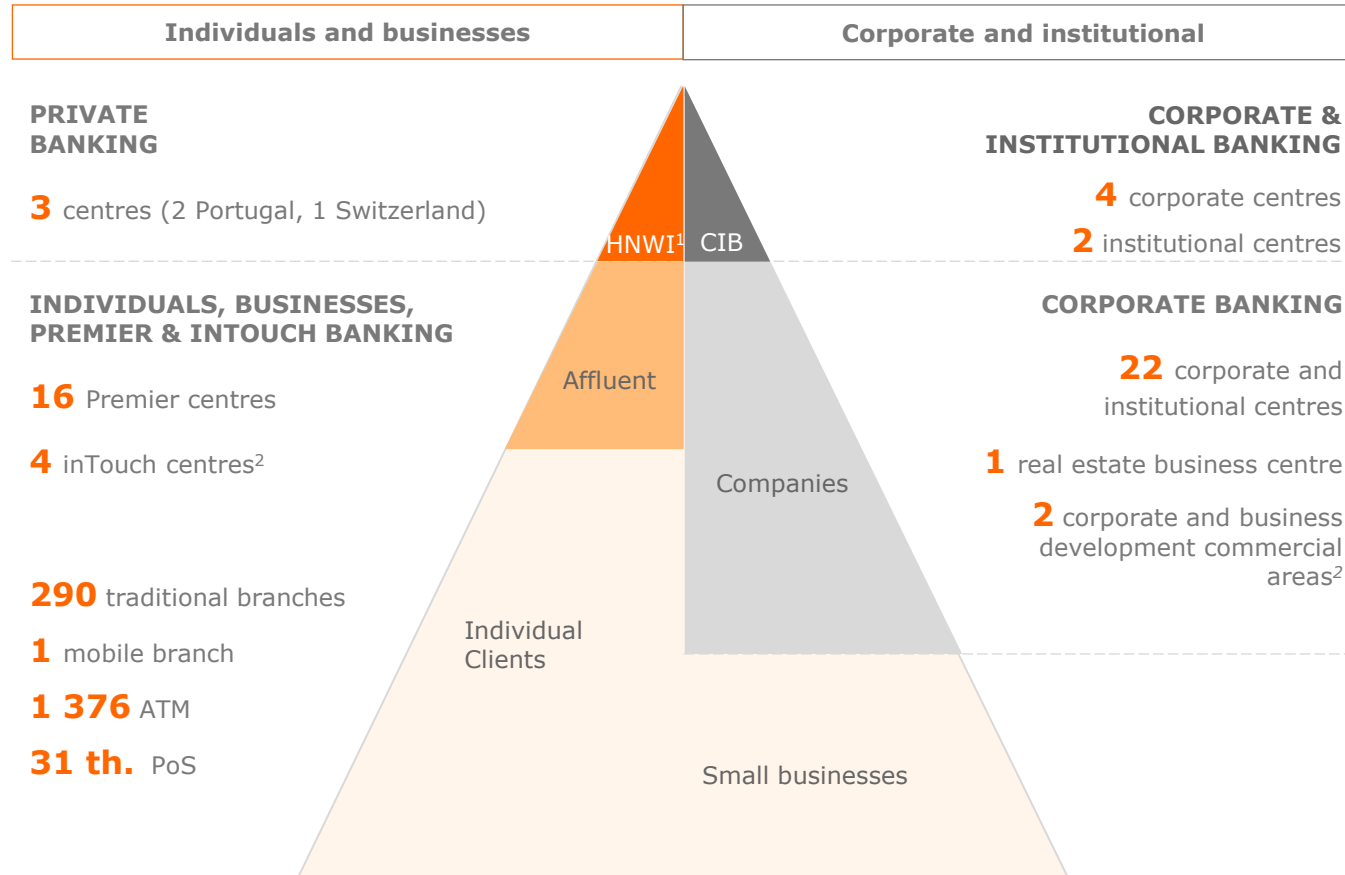 Individuals and businesses
Corporate and institutional
PRIVATE
BANKING
3 centres (2 Portugal, 1 Switzerland)
INDIVIDUALS, BUSINESSES,
PREMIER & INTOUCH BANKING
16 Premier centres
4 inTouch centres²
290 traditional branches
1 mobile branch
1 376 ATM
31 th. PoS
HNWI¹
CIB
Affluent
Companies
Individual
Clients
Small businesses
CORPORATE &
INSTITUTIONAL BANKING
4 corporate centres
2 institutional centres
CORPORATE BANKING
22 corporate and
institutional centres
1 real estate business centre
2 corporate and business
development commercial
areas²